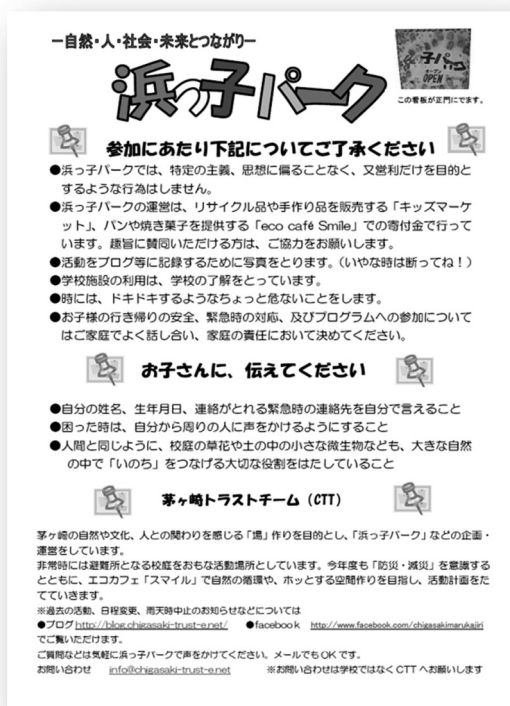 －自然・人・社会・未来とつながり－
浜っ子パーク
子パーク
OPEN
この看板が正門にでます。
参加にあたり下記についてご了承ください
●浜っ子パークでは、特定の主義、思想に偏ることなく、又営利だけを目的と
するような行為はしません。
●浜っ子パークの運営は、リサイクル品や手作り品を販売する「キッズマーケ
ット」、パンや焼き菓子を提供する「eco café Smile」での寄付金で行って
います。趣旨に賛同いただける方は、ご協力をお願いします。
●活動をブログ等に記録するために写真をとります。（いやな時は断ってね！）
●学校施設の利用は、学校の了解をとっています。
●時には、ドキドキするようなちょっと危ないことをします。
●お子様の行き帰りの安全、緊急時の対応、及びプログラムへの参加について
はご家庭でよく話し合い、家庭の責任において決めてください。
お子さんに、伝えてください
●自分の姓名、生年月日、連絡がとれる緊急時の連絡先を自分で言えること
●困った時は、自分から周りの人に声をかけるようにすること
●人間と同じように、校庭の草花や土の中の小さな微生物なども、大きな自然
の中で「いのち」をつなげる大切な役割をはたしていること
茅ヶ崎トラストチーム（CTT）
茅ヶ崎の自然や文化、人との関わりを感じる「場」作りを目的とし、「浜っ子パーク」などの企画・
運営をしています。
非常時には避難所となる校庭をおもな活動場所としています。今年度も「防災・減災」を意識する
とともに、エコカフェ「スマイル」で自然の循環や、ホッとする空間作りを目指し、活動計画をた
てていきます。
※過去の活動、日程変更、雨天時中止のお知らせなどについては
●ブログ http://blog.chigasaki-trust-e.net/ ●facebook http://www.facebook.com/chigasakimarukajiri
でご覧いただけます。
ご質問などは気軽に浜っ子パークで声をかけてください。メールでもOKです。
お問い合わせ info@chigasaki-trust-e.net ※お問い合わせは学校ではなくCTTへお願いします